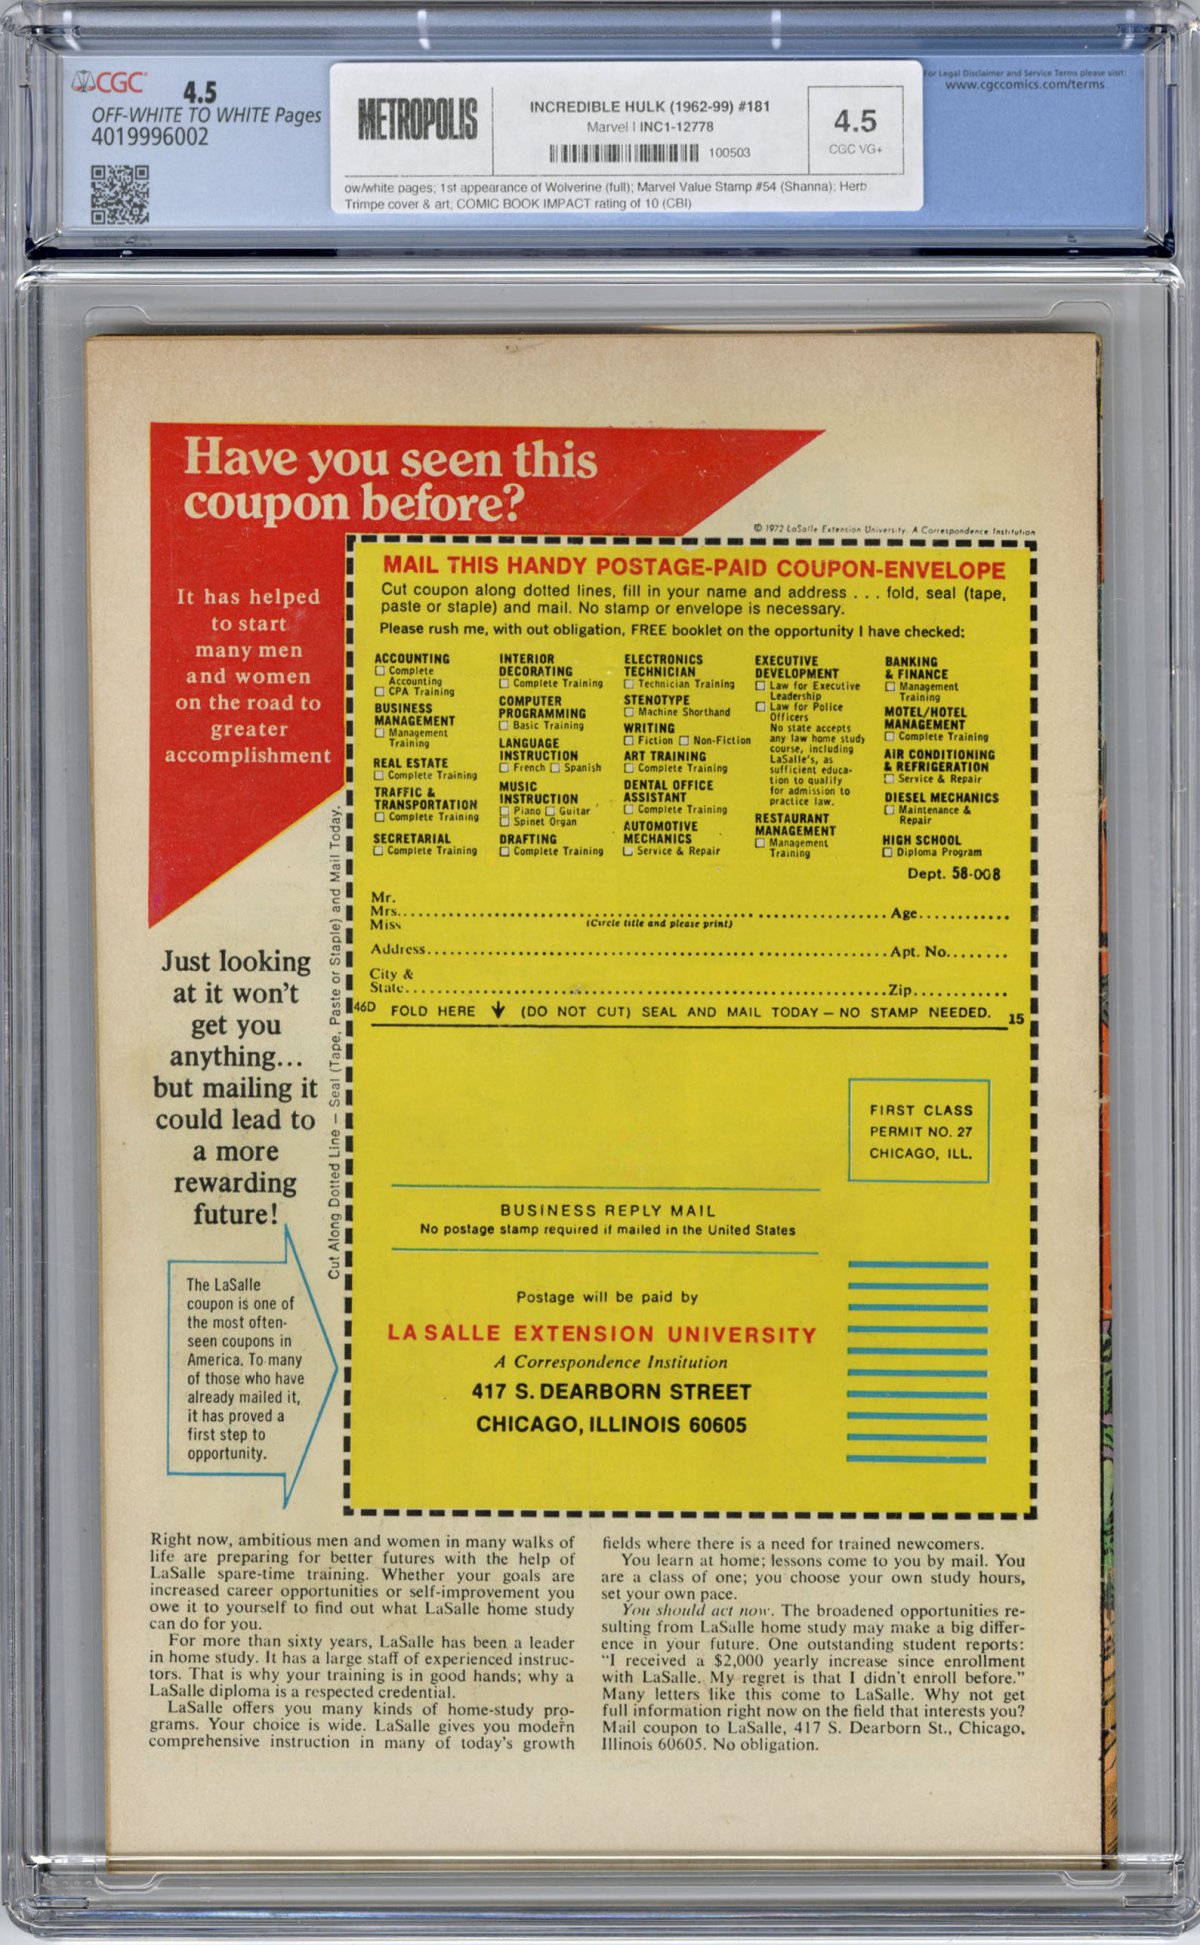 CGC
4.5
OFF-WHITE TO WHITE Pages
4019996002
METROPOLIS
INCREDIBLE HULK (1962-99) #181
Marvel | INC1-12778
100503
4.5
CGC VG+
ow/white pages; 1st appearance of Wolverine (full); Marvel Value Stamp #54 (Shanna); Herb
Trimpe cover & art; COMIC BOOK IMPACT rating of 10 (CBI)
For Legal Disclaimer and Service Terms please visit:
www.cgccomics.com/terms
Have you seen this
coupon before?
© 1972 LaSalle Extension University, A Correspondence Institution
It has helped
to start
many men
and women
on the road to
greater
accomplishment
MAIL THIS HANDY POSTAGE-PAID COUPON-ENVELOPE
Cut coupon along dotted lines, fill in your name and address . . . fold, seal (tape,
paste or staple) and mail. No stamp or envelope is necessary.
Please rush me, with out obligation, FREE booklet on the opportunity I have checked:
ACCOUNTING
☐ Complete
Accounting
☐ CPA Training
BUSINESS
MANAGEMENT
☐ Management
Training
REAL ESTATE
☐ Complete Training
TRAFFIC &
TRANSPORTATION
☐ Complete Training
SECRETARIAL
☐ Complete Training
INTERIOR
DECORATING
☐ Complete Training
COMPUTER
PROGRAMMING
☐ Basic Training
LANGUAGE
INSTRUCTION
☐ French ☐ Spanish
MUSIC
INSTRUCTION
☐ Piano ☐ Guitar
☐ Spinet Organ
DRAFTING
☐ Complete Training
ELECTRONICS
TECHNICIAN
☐ Technician Training
STENOTYPE
☐ Machine Shorthand
WRITING
☐ Fiction ☐ Non-Fiction
ART TRAINING
☐ Complete Training
DENTAL OFFICE
ASSISTANT
☐ Complete Training
AUTOMOTIVE
MECHANICS
☐ Service & Repair
EXECUTIVE
DEVELOPMENT
☐ Law for Executive
Leadership
☐ Law for Police
Officers
No state accepts
any law home study
course, including
LaSalle's, as
sufficient educa-
tion to qualify
for admission to
practice law.
RESTAURANT
MANAGEMENT
☐ Management
Training
BANKING
& FINANCE
☐ Management
Training
MOTEL/HOTEL
MANAGEMENT
☐ Complete Training
AIR CONDITIONING
& REFRIGERATION
☐ Service & Repair
DIESEL MECHANICS
☐ Maintenance &
Repair
HIGH SCHOOL
☐ Diploma Program
Dept. 58-008
Mr.
Mrs. Age
Miss (Circle title and please print)
Address Apt. No.
City &
State Zip
46D FOLD HERE ↓ (DO NOT CUT) SEAL AND MAIL TODAY – NO STAMP NEEDED. 15
Cut Along Dotted Line – Seal (Tape, Paste or Staple) and Mail Today.
Just looking
at it won't
get you
anything...
but mailing it
could lead to
a more
rewarding
future!
FIRST CLASS
PERMIT NO. 27
CHICAGO, ILL.
BUSINESS REPLY MAIL
No postage stamp required if mailed in the United States
Postage will be paid by
LA SALLE EXTENSION UNIVERSITY
A Correspondence Institution
417 S. DEARBORN STREET
CHICAGO, ILLINOIS 60605
The LaSalle
coupon is one of
the most often-
seen coupons in
America. To many
of those who have
already mailed it,
it has proved a
first step to
opportunity.
Right now, ambitious men and women in many walks of
life are preparing for better futures with the help of
LaSalle spare-time training. Whether your goals are
increased career opportunities or self-improvement you
owe it to yourself to find out what LaSalle home study
can do for you.
For more than sixty years, LaSalle has been a leader
in home study. It has a large staff of experienced instruc-
tors. That is why your training is in good hands; why a
LaSalle diploma is a respected credential.
LaSalle offers you many kinds of home-study pro-
grams. Your choice is wide. LaSalle gives you modern
comprehensive instruction in many of today's growth
fields where there is a need for trained newcomers.
You learn at home; lessons come to you by mail. You
are a class of one; you choose your own study hours,
set your own pace.
You should act now. The broadened opportunities re-
sulting from LaSalle home study may make a big differ-
ence in your future. One outstanding student reports:
"I received a $2,000 yearly increase since enrollment
with LaSalle. My regret is that I didn't enroll before."
Many letters like this come to LaSalle. Why not get
full information right now on the field that interests you?
Mail coupon to LaSalle, 417 S. Dearborn St., Chicago,
Illinois 60605. No obligation.